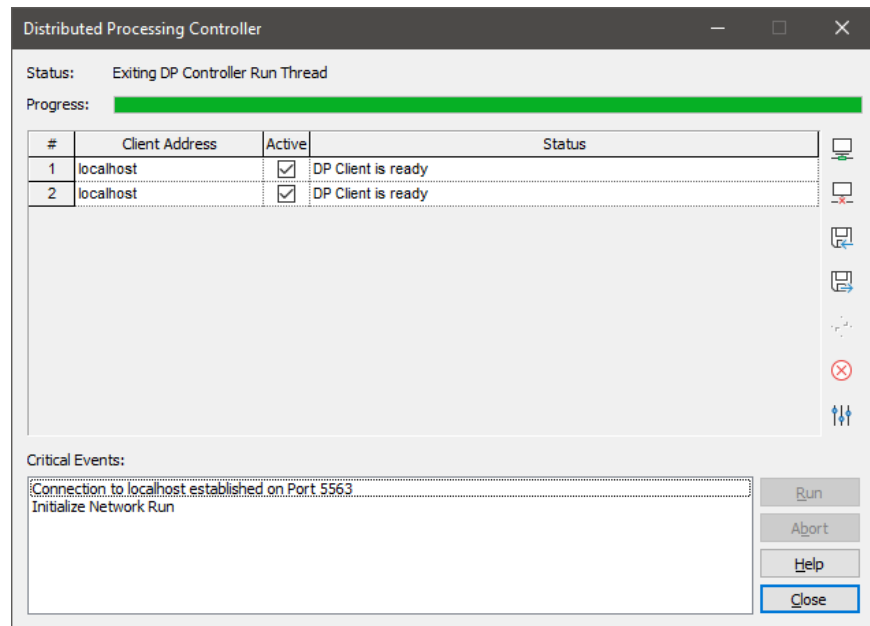 Distributed Processing Controller
Status: Exiting DP Controller Run Thread
Progress:
# Client Address Active Status
1 localhost DP Client is ready
2 localhost DP Client is ready
Critical Events:
Connection to localhost established on Port 5563
Initialize Network Run
Run
Abort
Help
Close